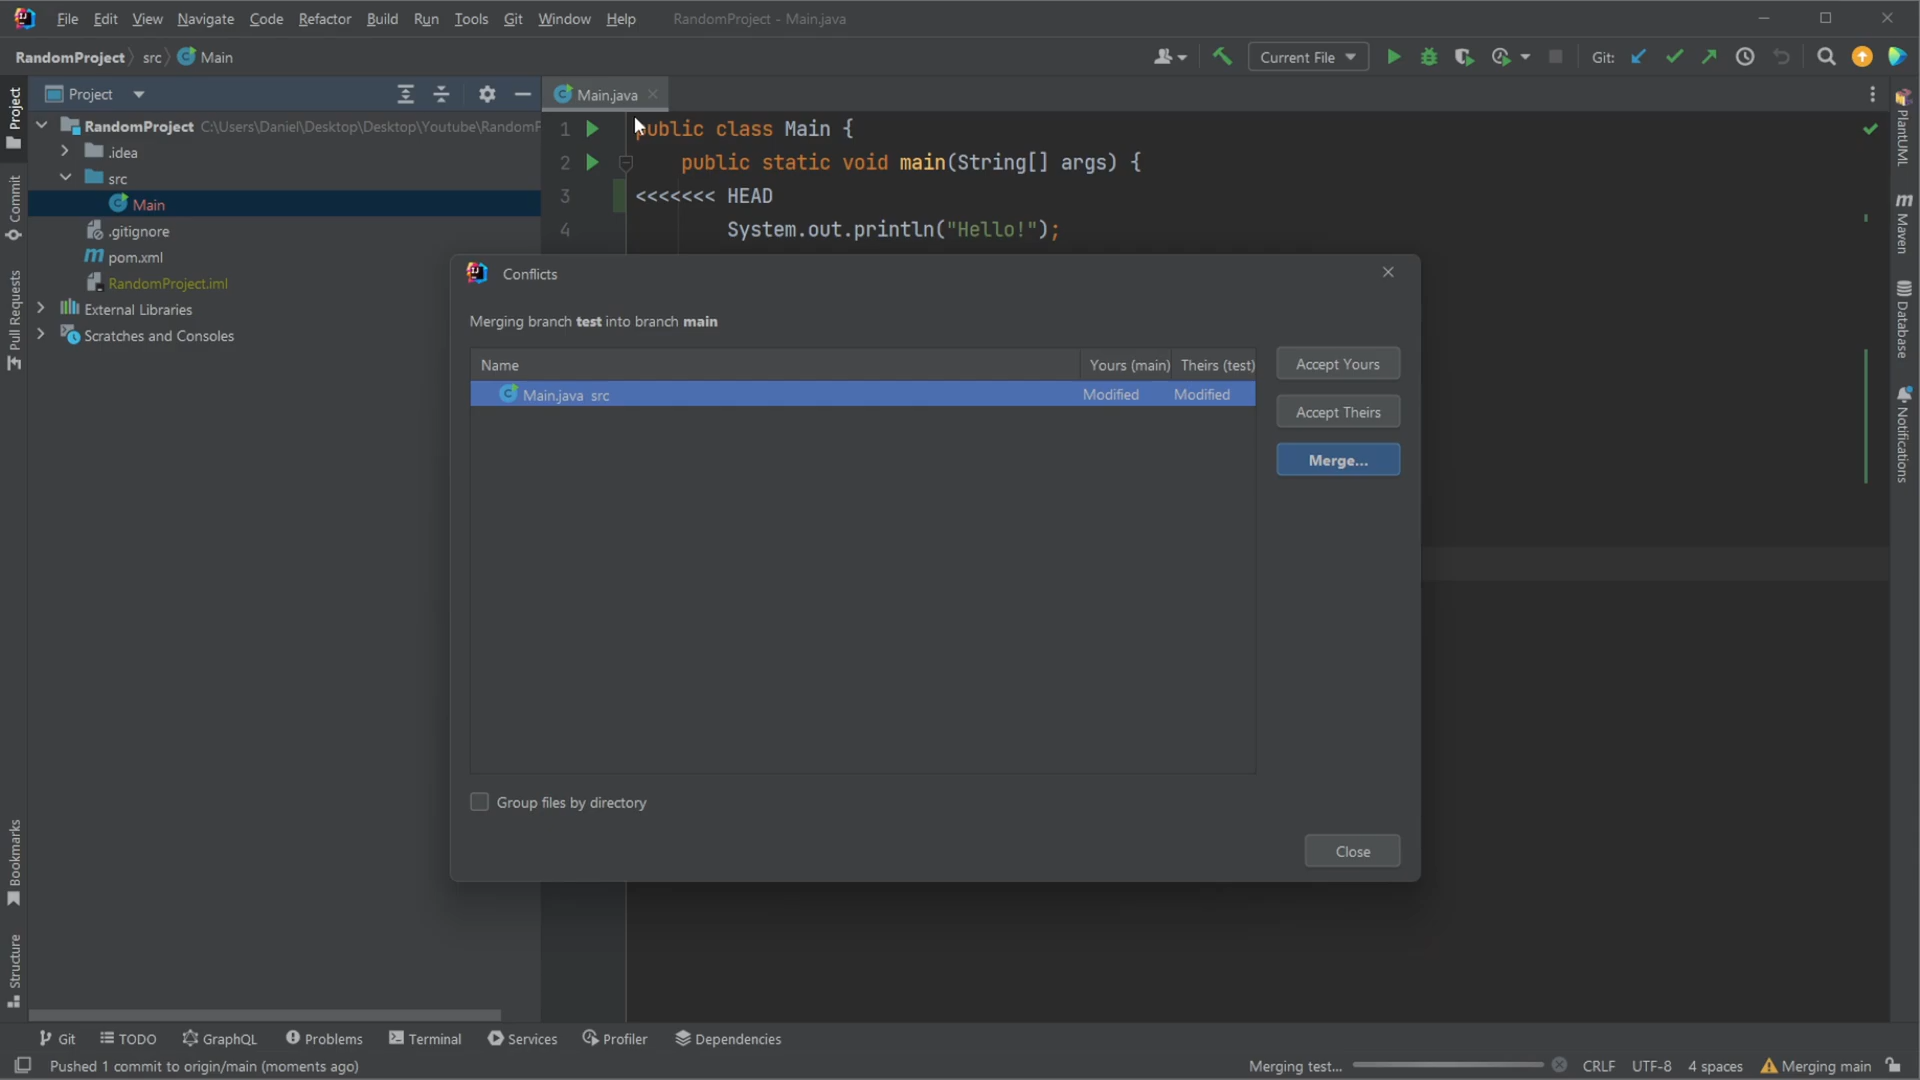 File Edit View Navigate Code Refactor Build Run Tools Git Window Help RandomProject - Main.java
RandomProject src Main Current File Git:
Project
Main.java
RandomProject C:\Users\Daniel\Desktop\Desktop\Youtube\RandomP
.idea
src
Main
.gitignore
pom.xml
RandomProject.iml
External Libraries
Scratches and Consoles
1 public class Main {
2 public static void main(String[] args) {
3 <<<<<<< HEAD
4 System.out.println("Hello!");
Conflicts
Merging branch test into branch main
Name Yours (main) Theirs (test)
Main.java src Modified Modified
Accept Yours
Accept Theirs
Merge...
Group files by directory
Close
Project
Commit
Pull Requests
Bookmarks
Structure
PlantUML
m
Maven
Database
Notifications
Git TODO GraphQL Problems Terminal Services Profiler Dependencies
Pushed 1 commit to origin/main (moments ago) Merging test... CRLF UTF-8 4 spaces Merging main